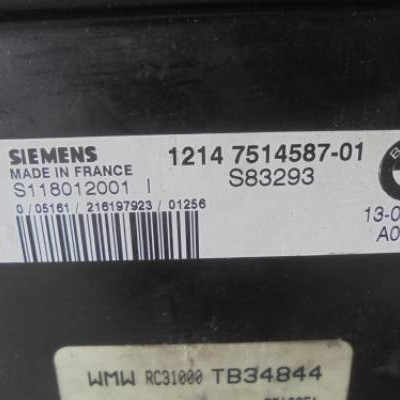 SIEMENS 1214 7514587-01
MADE IN FRANCE S83293
S118012001 I 13-0
0 / 05161 / 216197923 / 01256 A0
WMW RC31000 TB34844